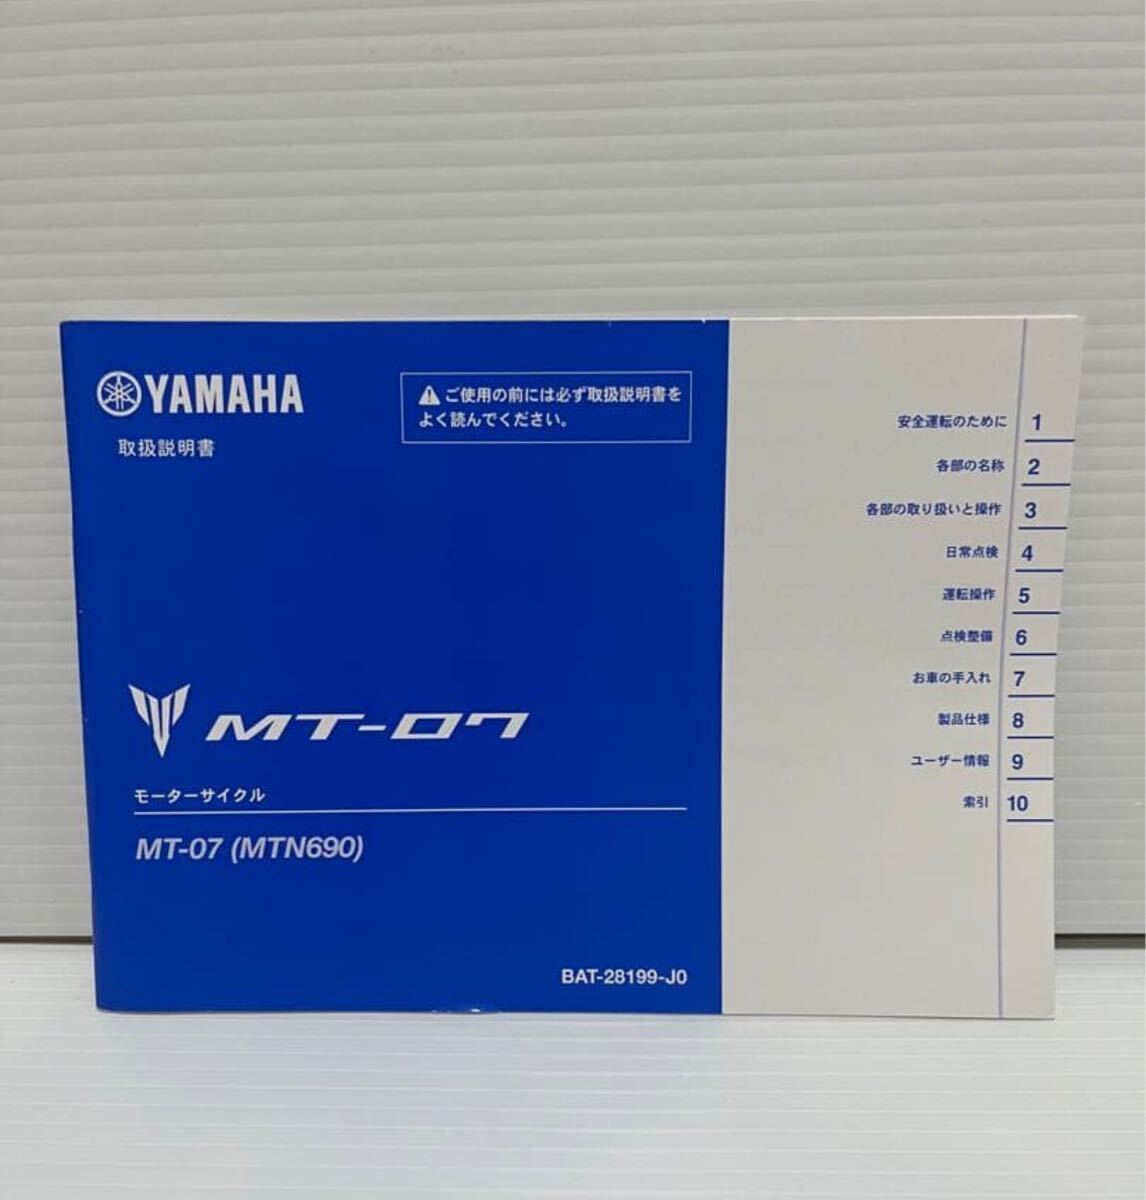 YAMAHA
取扱説明書
⚠ご使用の前には必ず取扱説明書を
よく読んでください。
MT-07
モーターサイクル
MT-07 (MTN690)
BAT-28199-J0
安全運転のために 1
各部の名称 2
各部の取り扱いと操作 3
日常点検 4
運転操作 5
点検整備 6
お車の手入れ 7
製品仕様 8
ユーザー情報 9
索引 10